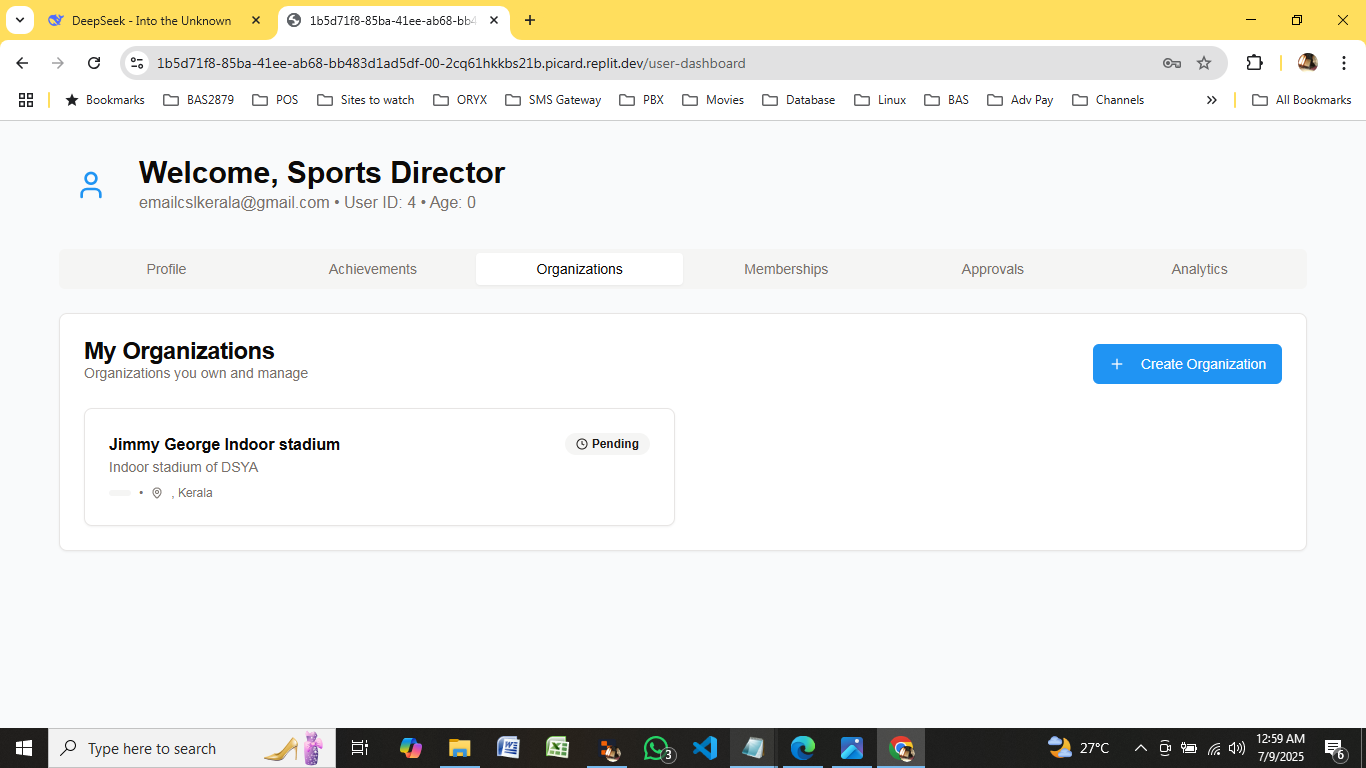 DeepSeek - Into the Unknown
1b5d71f8-85ba-41ee-ab68-bb4
1b5d71f8-85ba-41ee-ab68-bb483d1ad5df-00-2cq61hkkbs21b.picard.replit.dev/user-dashboard
Bookmarks BAS2879 POS Sites to watch ORYX SMS Gateway PBX Movies Database Linux BAS Adv Pay Channels » All Bookmarks
Welcome, Sports Director
emailcslkerala@gmail.com • User ID: 4 • Age: 0
Profile Achievements Organizations Memberships Approvals Analytics
My Organizations
Organizations you own and manage
+ Create Organization
Jimmy George Indoor stadium
Pending
Indoor stadium of DSYA
• , Kerala
Type here to search
3
27°C
12:59 AM
7/9/2025
6